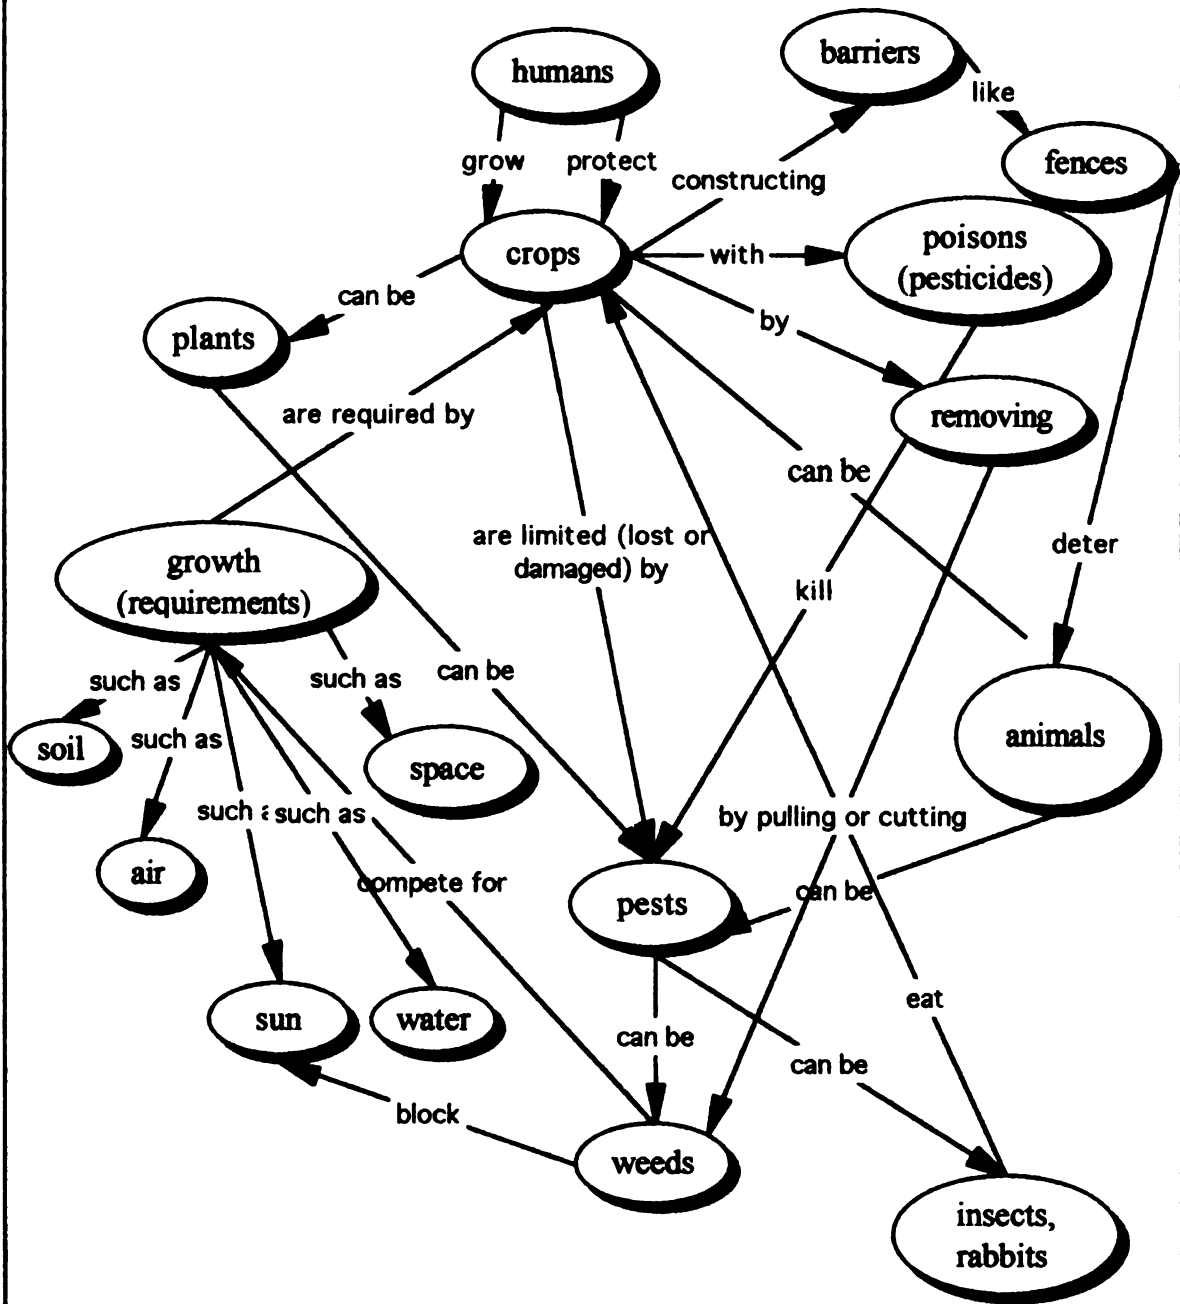 humans
barriers
like
fences
grow
protect
constructing
crops
with
poisons
(pesticides)
can be
by
plants
removing
are required by
can be
are limited (lost or
damaged) by
deter
growth
(requirements)
kill
such as
such as
can be
soil
such as
space
animals
such
such as
by pulling or cutting
air
compete for
pests
can be
eat
sun
water
can be
can be
block
weeds
insects,
rabbits